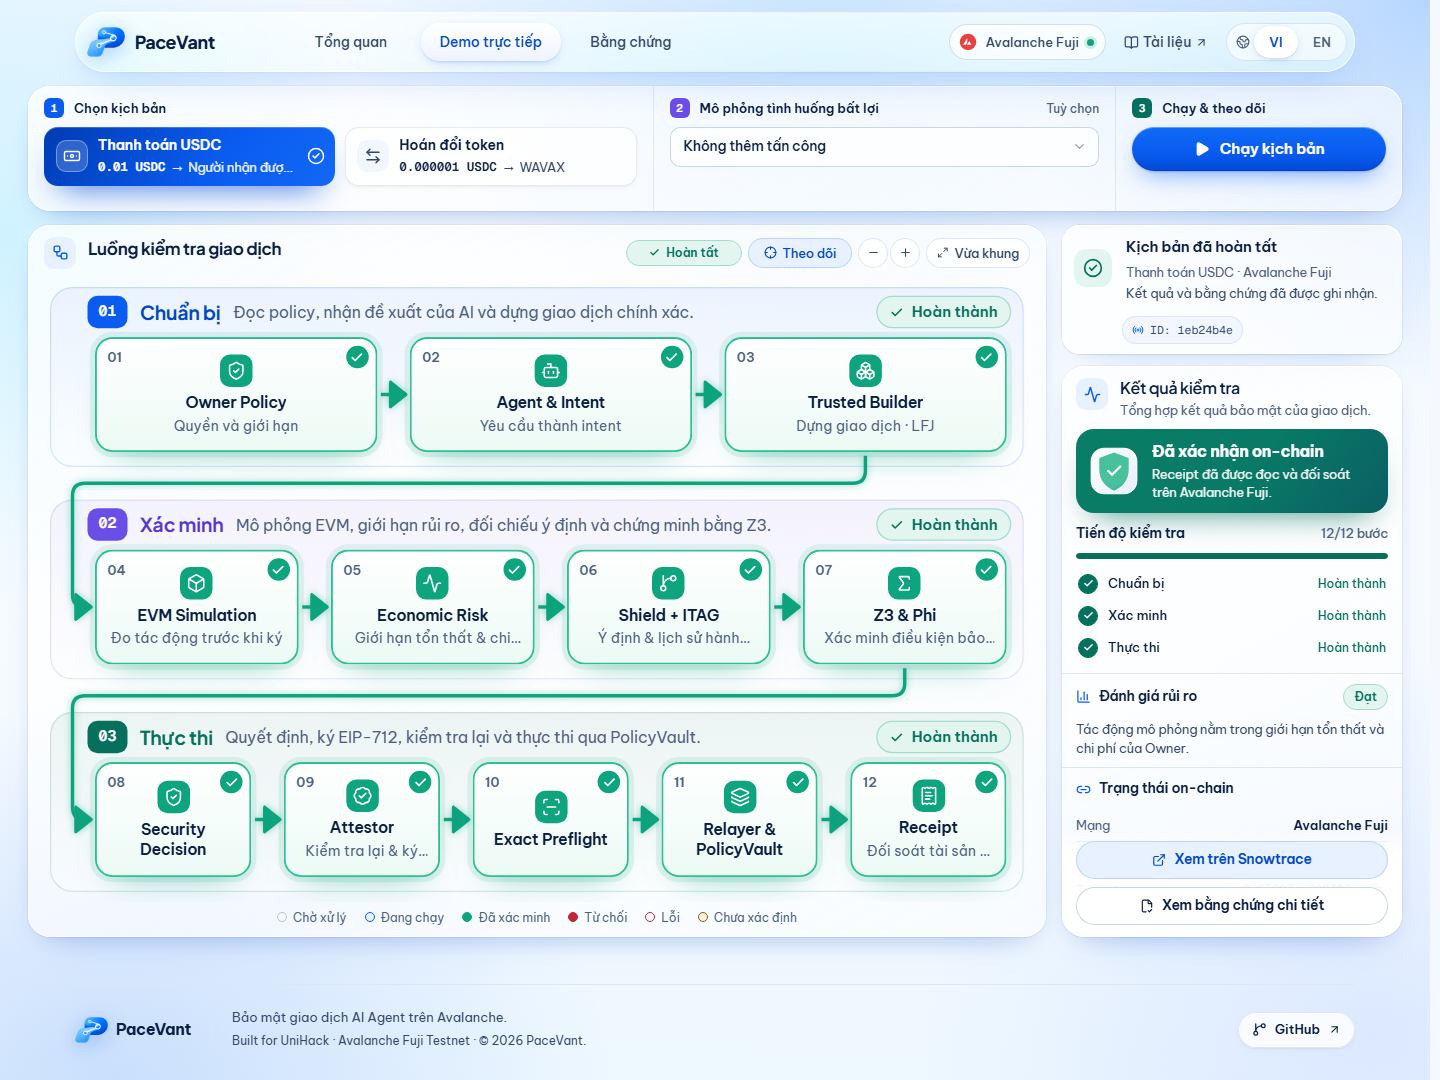 PaceVant
Tổng quan
Demo trực tiếp
Bằng chứng
Avalanche Fuji
Tài liệu
VI
EN
1 Chọn kịch bản
Thanh toán USDC
0.01 USDC → Người nhận đượ...
Hoán đổi token
0.000001 USDC → WAVAX
2 Mô phỏng tình huống bất lợi
Tuỳ chọn
Không thêm tấn công
3 Chạy & theo dõi
Chạy kịch bản
Luồng kiểm tra giao dịch
Hoàn tất
Theo dõi
Vừa khung
01 Chuẩn bị Đọc policy, nhận đề xuất của AI và dựng giao dịch chính xác.
Hoàn thành
01
Owner Policy
Quyền và giới hạn
02
Agent & Intent
Yêu cầu thành intent
03
Trusted Builder
Dựng giao dịch · LFJ
02 Xác minh Mô phỏng EVM, giới hạn rủi ro, đối chiếu ý định và chứng minh bằng Z3.
Hoàn thành
04
EVM Simulation
Đo tác động trước khi ký
05
Economic Risk
Giới hạn tổn thất & chi...
06
Shield + ITAG
Ý định & lịch sử hành...
07
Z3 & Phi
Xác minh điều kiện bảo...
03 Thực thi Quyết định, ký EIP-712, kiểm tra lại và thực thi qua PolicyVault.
Hoàn thành
08
Security
Decision
09
Attestor
Kiểm tra lại & ký...
10
Exact Preflight
11
Relayer &
PolicyVault
12
Receipt
Đối soát tài sản ...
Chờ xử lý
Đang chạy
Đã xác minh
Từ chối
Lỗi
Chưa xác định
Kịch bản đã hoàn tất
Thanh toán USDC · Avalanche Fuji
Kết quả và bằng chứng đã được ghi nhận.
ID: 1eb24b4e
Kết quả kiểm tra
Tổng hợp kết quả bảo mật của giao dịch.
Đã xác nhận on-chain
Receipt đã được đọc và đối soát
trên Avalanche Fuji.
Tiến độ kiểm tra
12/12 bước
Chuẩn bị
Hoàn thành
Xác minh
Hoàn thành
Thực thi
Hoàn thành
Đánh giá rủi ro
Đạt
Tác động mô phỏng nằm trong giới hạn tổn thất và
chi phí của Owner.
Trạng thái on-chain
Mạng
Avalanche Fuji
Xem trên Snowtrace
Xem bằng chứng chi tiết
PaceVant
Bảo mật giao dịch AI Agent trên Avalanche.
Built for UniHack · Avalanche Fuji Testnet · © 2026 PaceVant.
GitHub